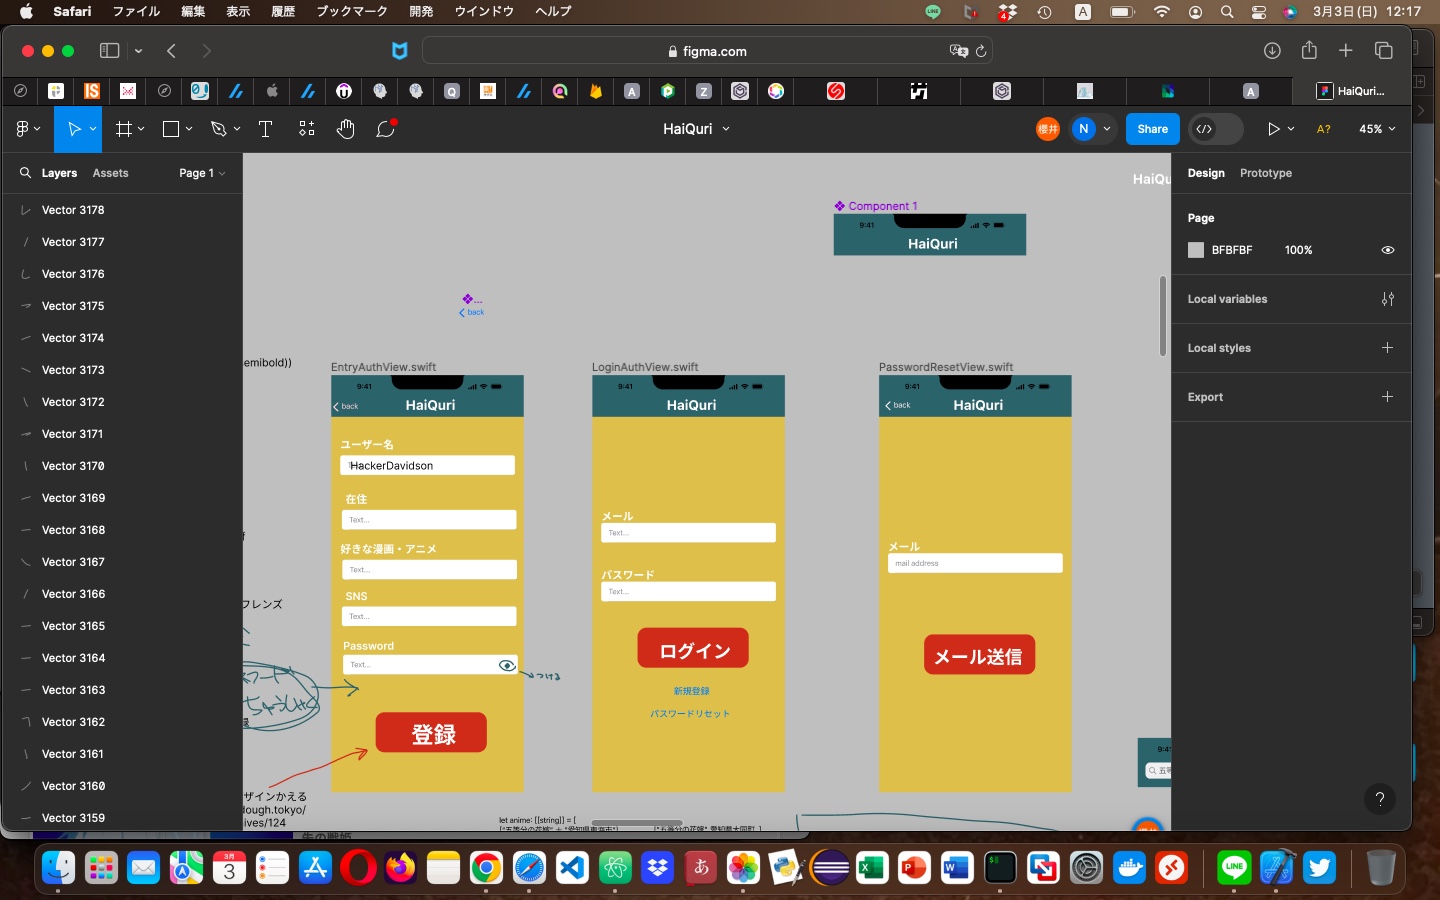 Safari ファイル 編集 表示 履歴 ブックマーク 開発 ウインドウ ヘルプ
LINE 4 A 3月3日(日) 12:17
figma.com
HaiQuri...
HaiQuri
櫻井 N Share A? 45%
Layers Assets Page 1
Vector 3178
Vector 3177
Vector 3176
Vector 3175
Vector 3174
Vector 3173
Vector 3172
Vector 3171
Vector 3170
Vector 3169
Vector 3168
Vector 3167
Vector 3166
Vector 3165
Vector 3164
Vector 3163
Vector 3162
Vector 3161
Vector 3160
Vector 3159
HaiQu
Component 1
9:41
HaiQuri
...
back
emibold))
フレンズ
つける
ザインかえる
dough.tokyo/
ives/124
EntryAuthView.swift
9:41
back HaiQuri
ユーザー名
HackerDavidson
在住
Text...
好きな漫画・アニメ
Text...
SNS
Text...
Password
Text...
登録
LoginAuthView.swift
9:41
HaiQuri
メール
Text...
パスワード
Text...
ログイン
新規登録
パスワードリセット
PasswordResetView.swift
9:41
back HaiQuri
メール
mail address
メール送信
9:41
五等
let anime: [[string]] = [
Design Prototype
Page
BFBFBF 100%
Local variables
Local styles
Export
?
3月
3
あ
LINE